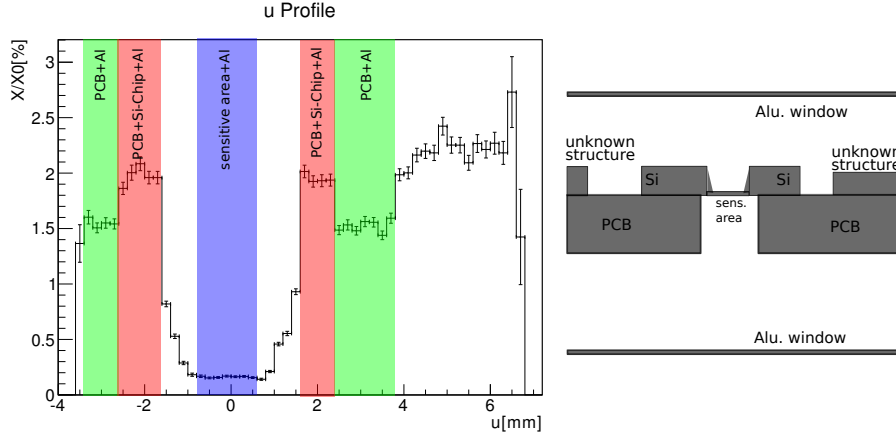 u Profile
X/X0[%]
3
2.5
2
1.5
1
0.5
0
PCB+Al
PCB+Si-Chip+Al
sensitive area+Al
PCB+Si-Chip+Al
PCB+Al
-4
-2
0
2
4
6
u[mm]
Alu. window
unknown
structure
Si
Si
unknown
structure
sens.
area
PCB
PCB
Alu. window